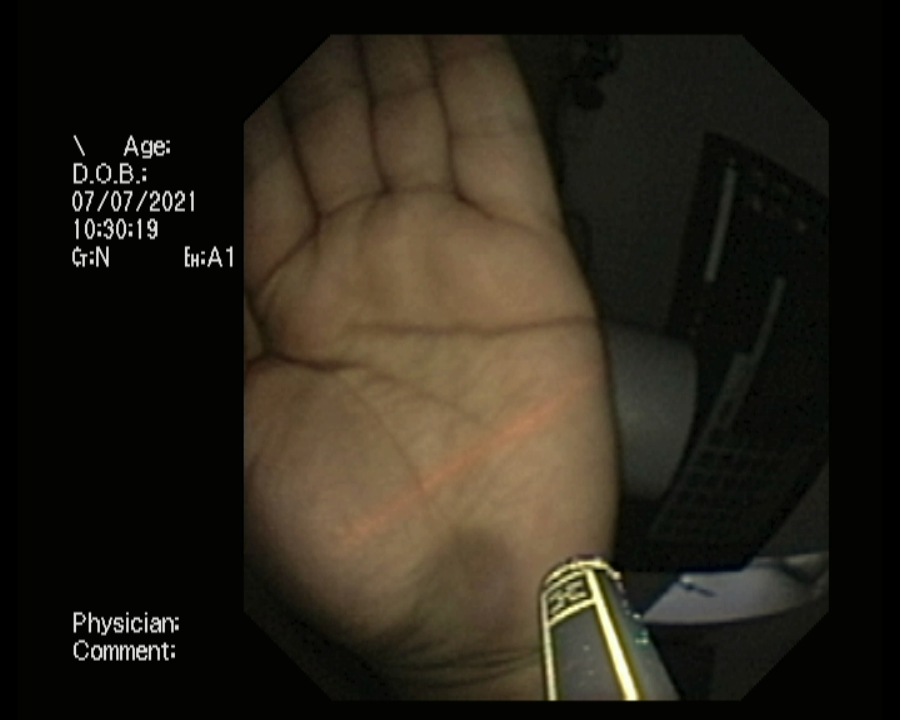 \ Age:
D.O.B.:
07/07/2021
10:30:19
Cr:N EH:A1
Physician:
Comment: